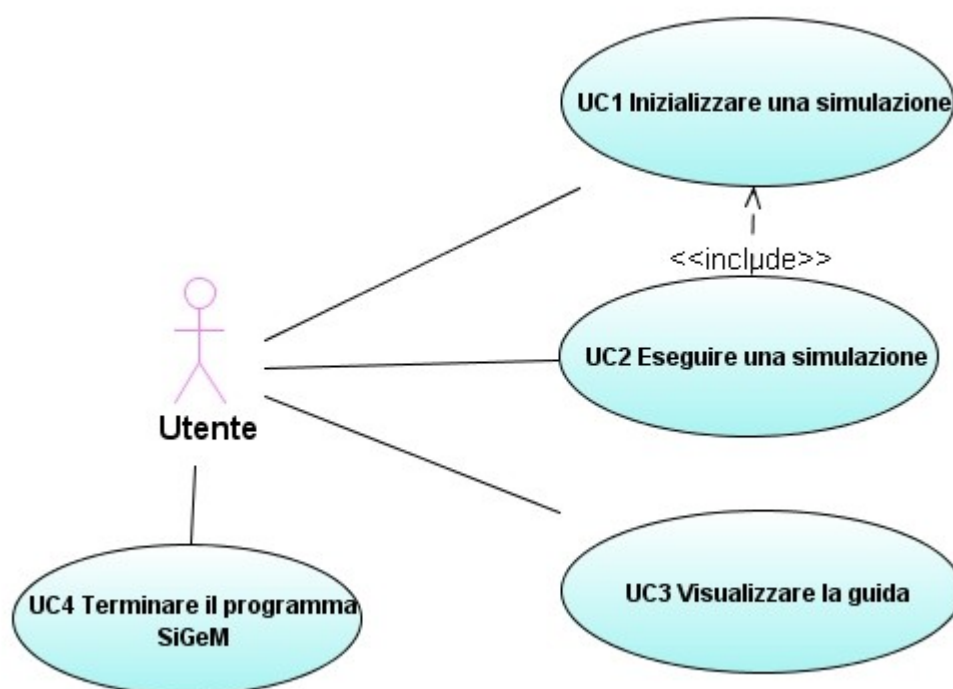 UC1 Inizializzare una simulazione
<<include>>
UC2 Eseguire una simulazione
Utente
UC3 Visualizzare la guida
UC4 Terminare il programma
SiGeM